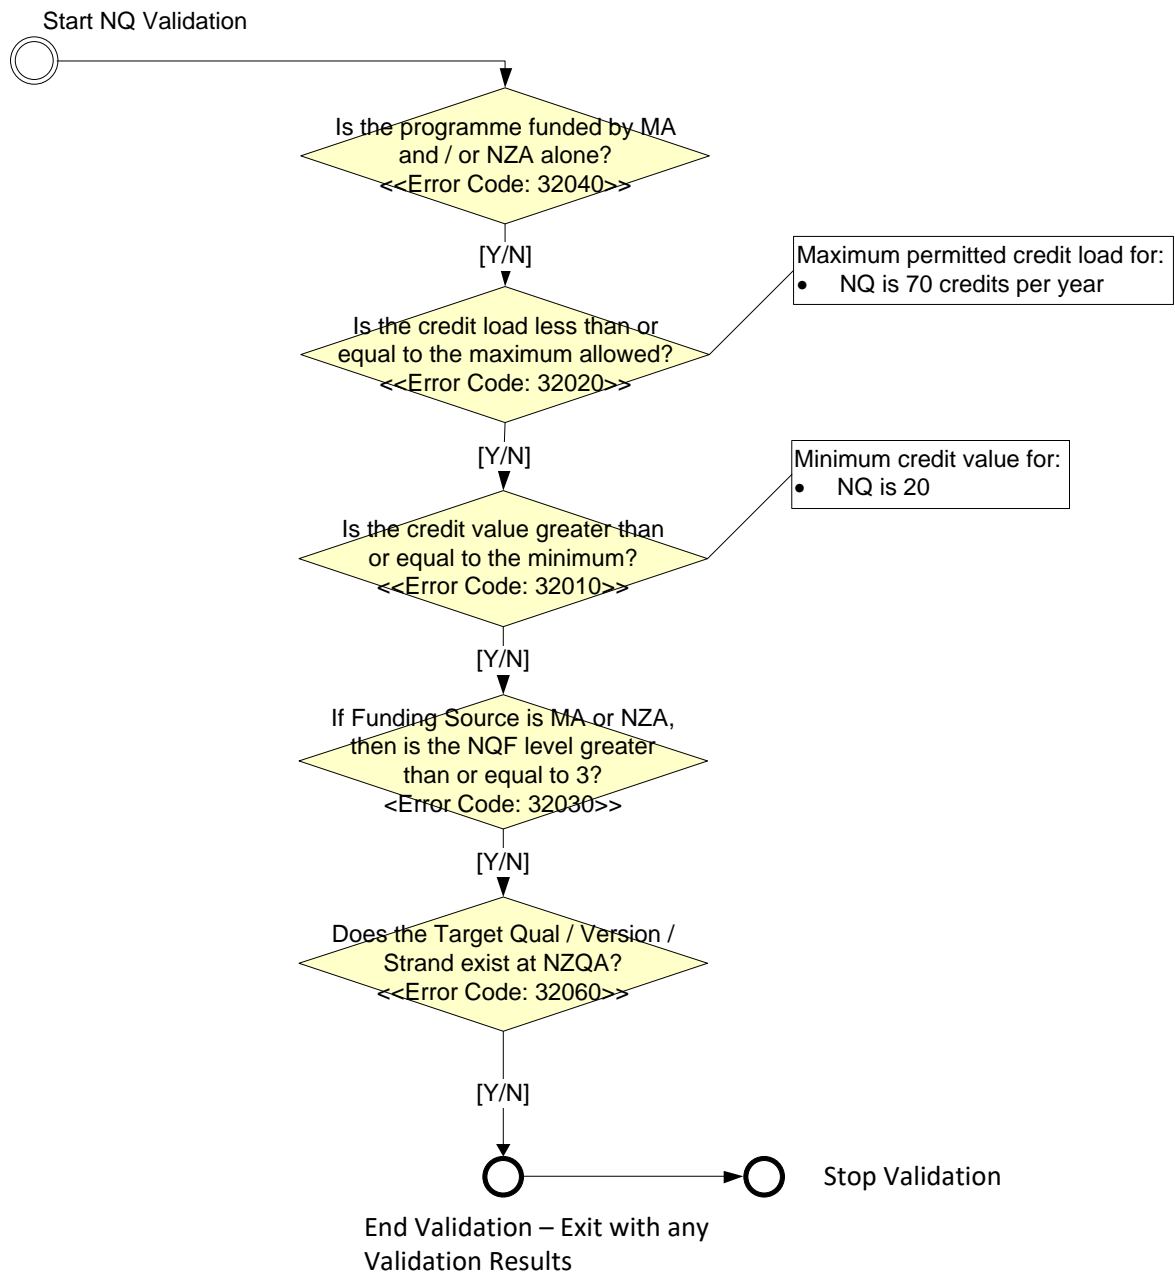 Start NQ Validation
Is the programme funded by MA
and / or NZA alone?
<<Error Code: 32040>>
[Y/N]
Maximum permitted credit load for:
• NQ is 70 credits per year
Is the credit load less than or
equal to the maximum allowed?
<<Error Code: 32020>>
[Y/N]
Minimum credit value for:
• NQ is 20
Is the credit value greater than
or equal to the minimum?
<<Error Code: 32010>>
[Y/N]
If Funding Source is MA or NZA,
then is the NQF level greater
than or equal to 3?
<Error Code: 32030>>
[Y/N]
Does the Target Qual / Version /
Strand exist at NZQA?
<<Error Code: 32060>>
[Y/N]
Stop Validation
End Validation – Exit with any
Validation Results